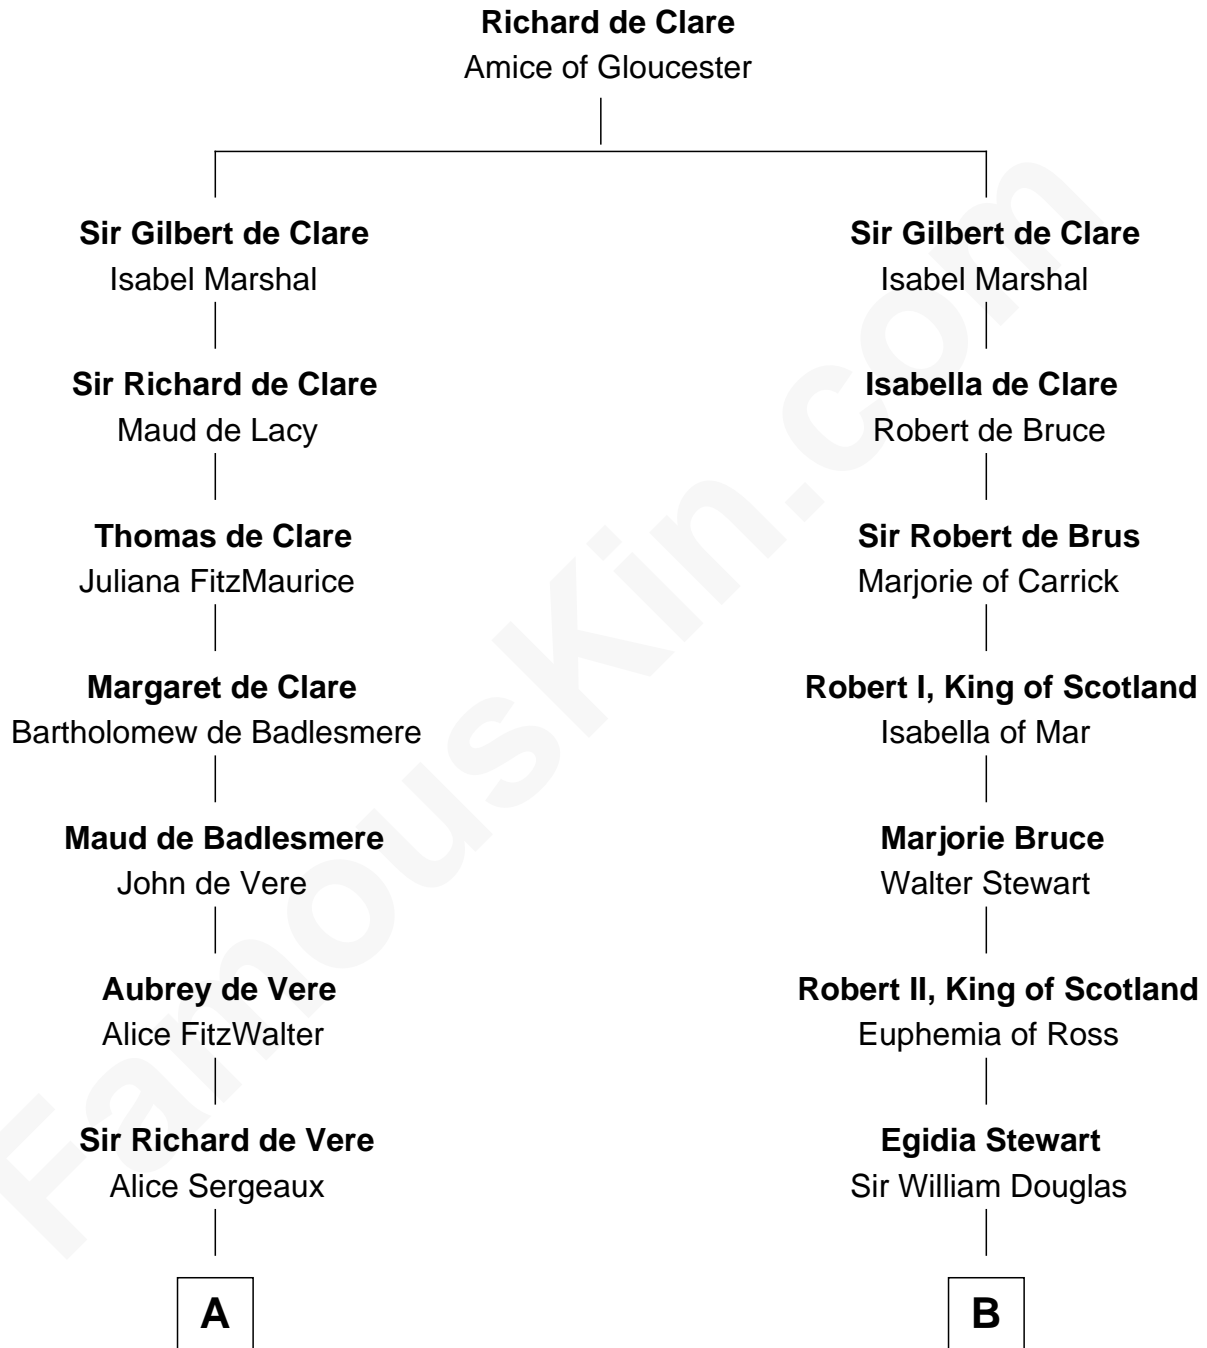 Richard de Clare
Amice of Gloucester
Sir Gilbert de Clare
Isabel Marshal
Sir Richard de Clare
Maud de Lacy
Thomas de Clare
Juliana FitzMaurice
Margaret de Clare
Bartholomew de Badlesmere
Maud de Badlesmere
John de Vere
Aubrey de Vere
Alice FitzWalter
Sir Richard de Vere
Alice Sergeaux
A
Sir Gilbert de Clare
Isabel Marshal
Isabella de Clare
Robert de Bruce
Sir Robert de Brus
Marjorie of Carrick
Robert I, King of Scotland
Isabella of Mar
Marjorie Bruce
Walter Stewart
Robert II, King of Scotland
Euphemia of Ross
Egidia Stewart
Sir William Douglas
B
FamousKin.com